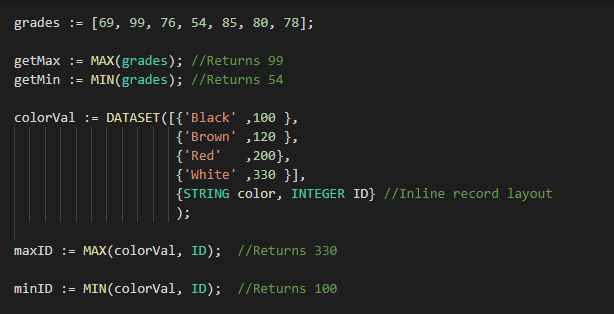 grades := [69, 99, 76, 54, 85, 80, 78];
getMax := MAX(grades); //Returns 99
getMin := MIN(grades); //Returns 54
colorVal := DATASET([{'Black' ,100 },
{'Brown' ,120 },
{'Red'   ,200},
{'White' ,330 }],
{STRING color, INTEGER ID} //Inline record layout
);
maxID := MAX(colorVal, ID);  //Returns 330
minID := MIN(colorVal, ID);  //Returns 100